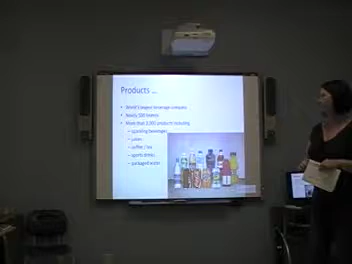 Products ...
• World's largest beverage company
• Nearly 500 brands
• More than 3,000 products including
– sparkling beverages
– juices
– coffee / tea
– sports drinks
– packaged water